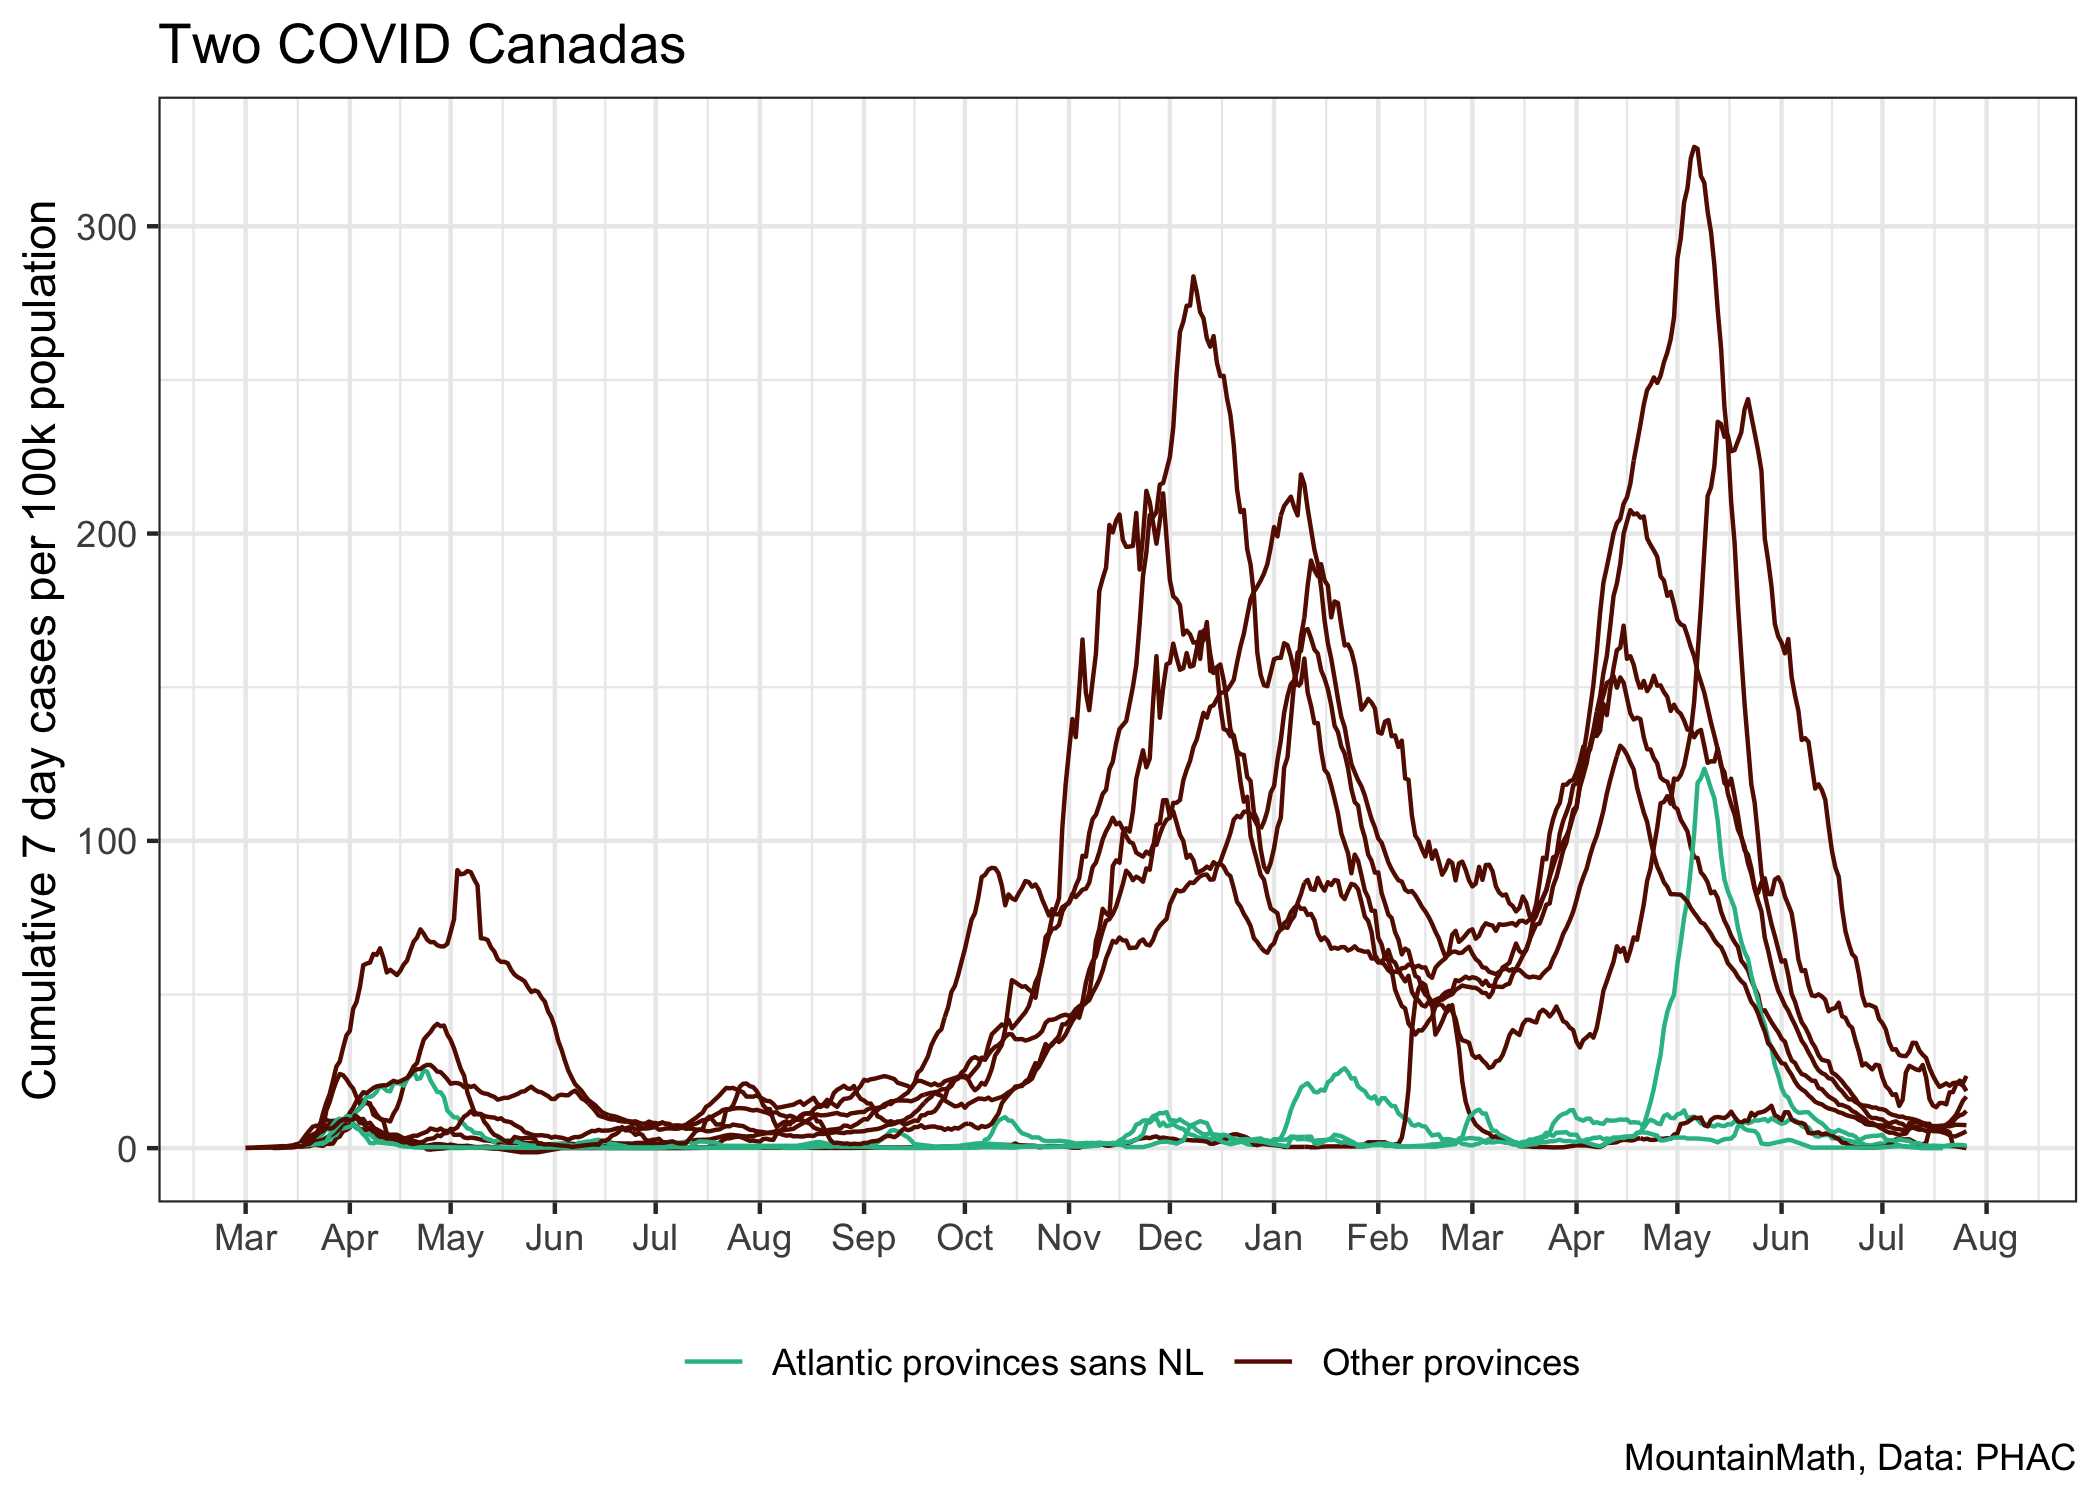 Two COVID Canadas
Cumulative 7 day cases per 100k population
300
200
100
0
Mar Apr May Jun Jul Aug Sep Oct Nov Dec Jan Feb Mar Apr May Jun Jul Aug
Atlantic provinces sans NL Other provinces
MountainMath, Data: PHAC